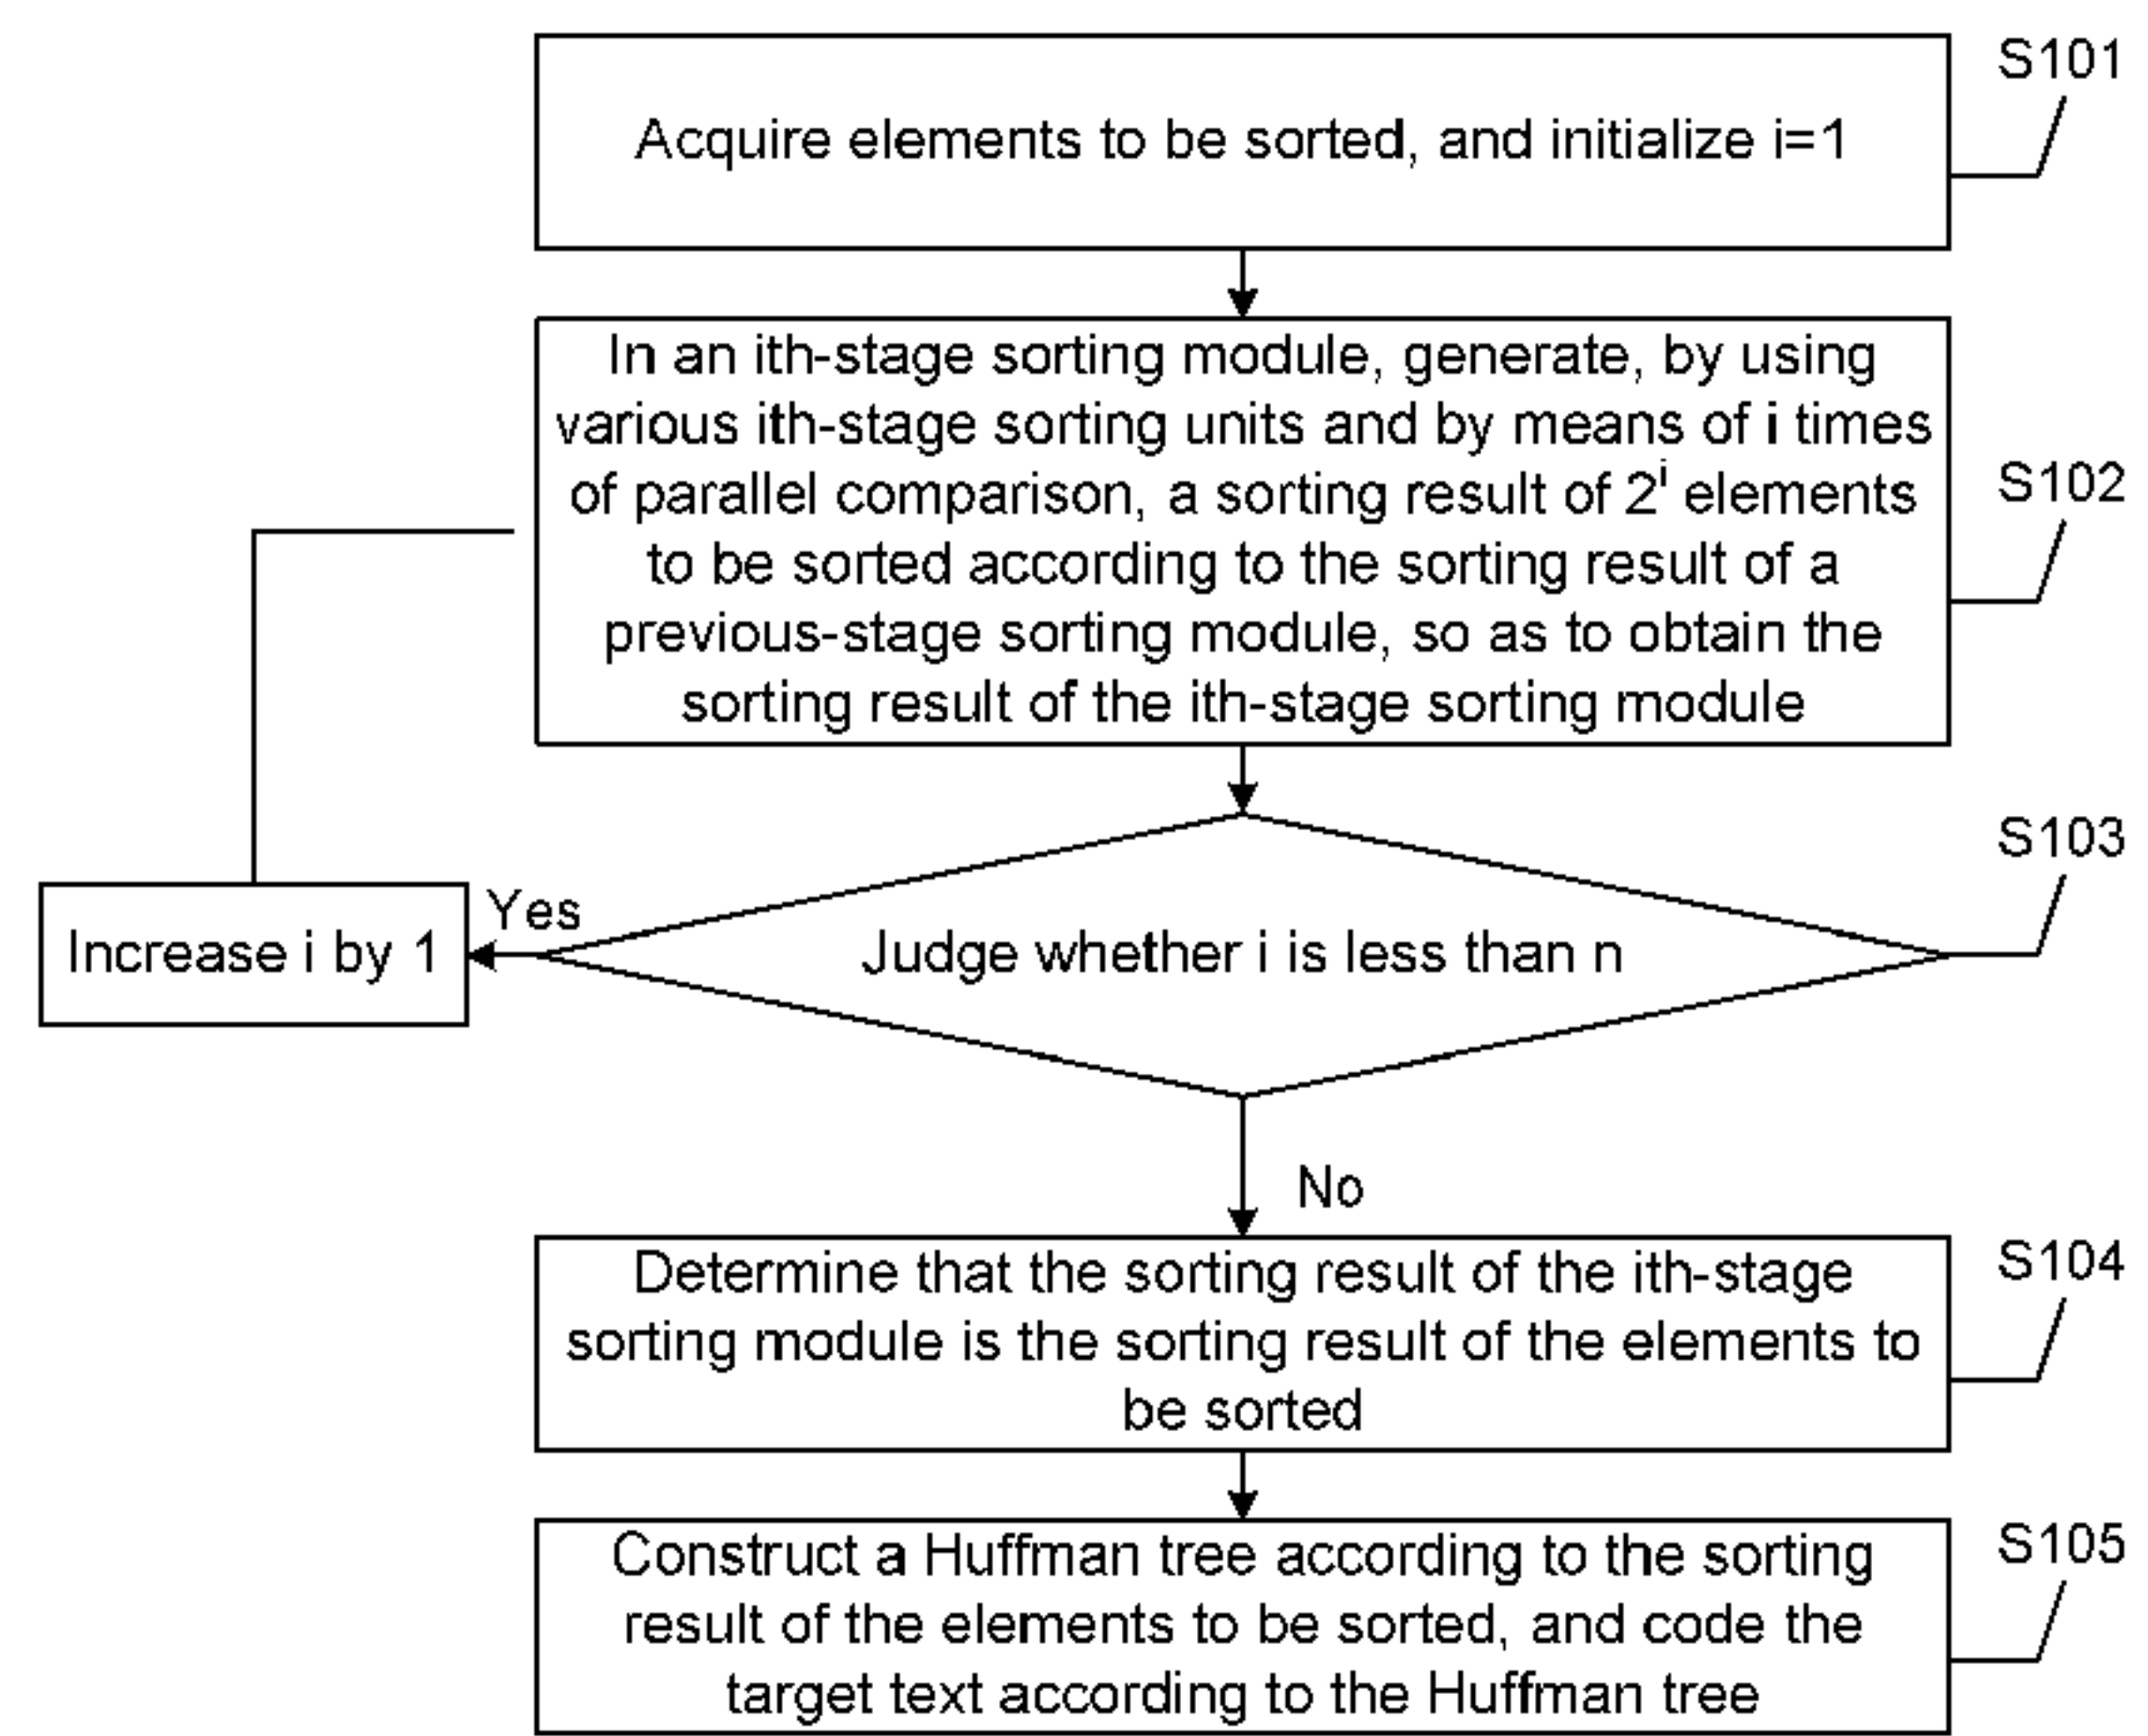 S101
Acquire elements to be sorted, and initialize i=1
In an ith-stage sorting module, generate, by using
various ith-stage sorting units and by means of i times
of parallel comparison, a sorting result of 2^i elements
to be sorted according to the sorting result of a
previous-stage sorting module, so as to obtain the
sorting result of the ith-stage sorting module
S102
S103
Judge whether i is less than n
Yes
Increase i by 1
No
Determine that the sorting result of the ith-stage
sorting module is the sorting result of the elements to
be sorted
S104
Construct a Huffman tree according to the sorting
result of the elements to be sorted, and code the
target text according to the Huffman tree
S105